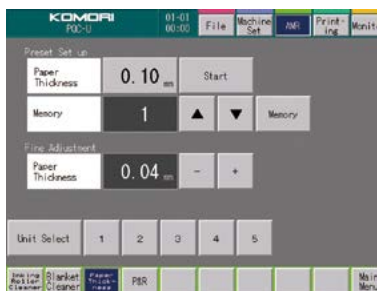 KOMORI
PQC-U
01-01
00:00
File
Machine
Set
AMR
Print-
ing
Monit
Preset Set up
Paper
Thickness
0.10 mm
Start
Memory
1
▲
▼
Memory
Fine Adjustment
Paper
Thickness
0.04 mm
-
+
Unit Select
1
2
3
4
5
Inking
Roller
Cleaner
Blanket
Cleaner
Paper
Thick-
ness
P&R
Main
Menu